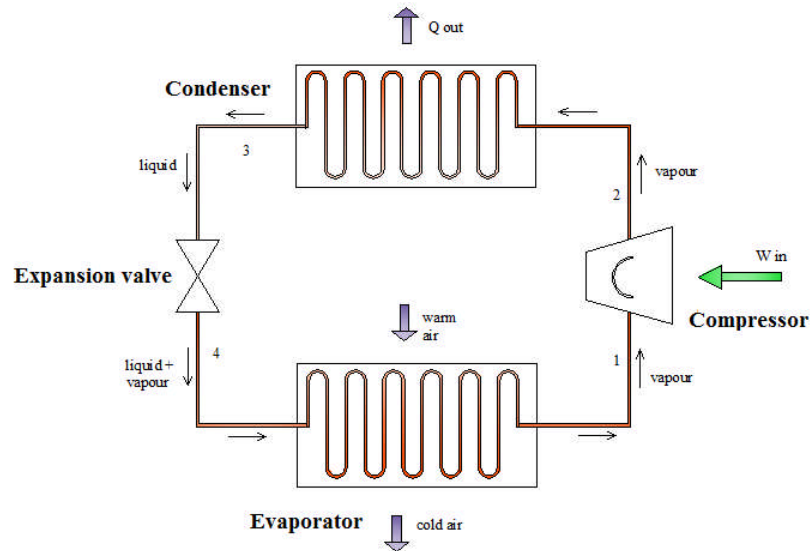 Q out
Condenser
3
liquid
2
vapour
W in
Expansion valve
Compressor
warm
air
4
liquid +
vapour
1
vapour
Evaporator
cold air